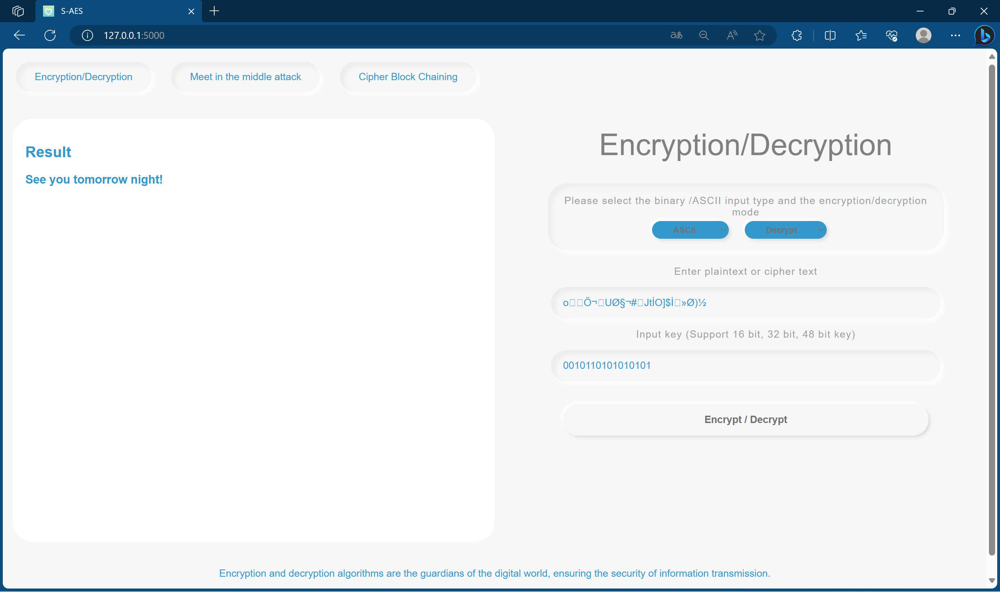 S-AES
127.0.0.1:5000
Encryption/Decryption
Meet in the middle attack
Cipher Block Chaining
Result
See you tomorrow night!
Encryption/Decryption
Please select the binary /ASCII input type and the encryption/decryption
mode
ASCII
Decrypt
Enter plaintext or cipher text
o□□Ö¬□UØ§¬#□JtÍO]$Ì□»Ø)½
Input key (Support 16 bit, 32 bit, 48 bit key)
0010110101010101
Encrypt / Decrypt
Encryption and decryption algorithms are the guardians of the digital world, ensuring the security of information transmission.